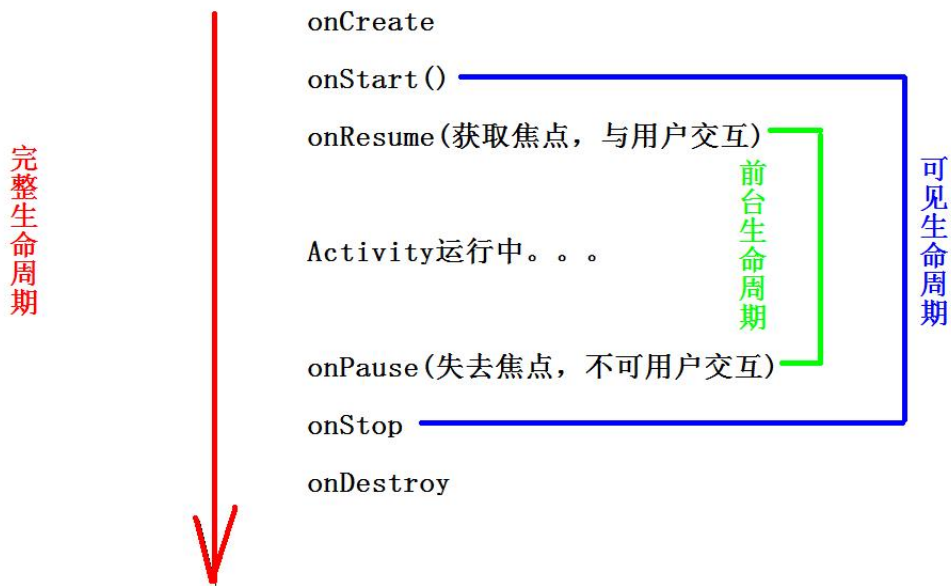 onCreate
onStart()
onResume(获取焦点，与用户交互)
Activity运行中。。。
onPause(失去焦点，不可用户交互)
onStop
onDestroy
完整生命周期
前台生命周期
可见生命周期